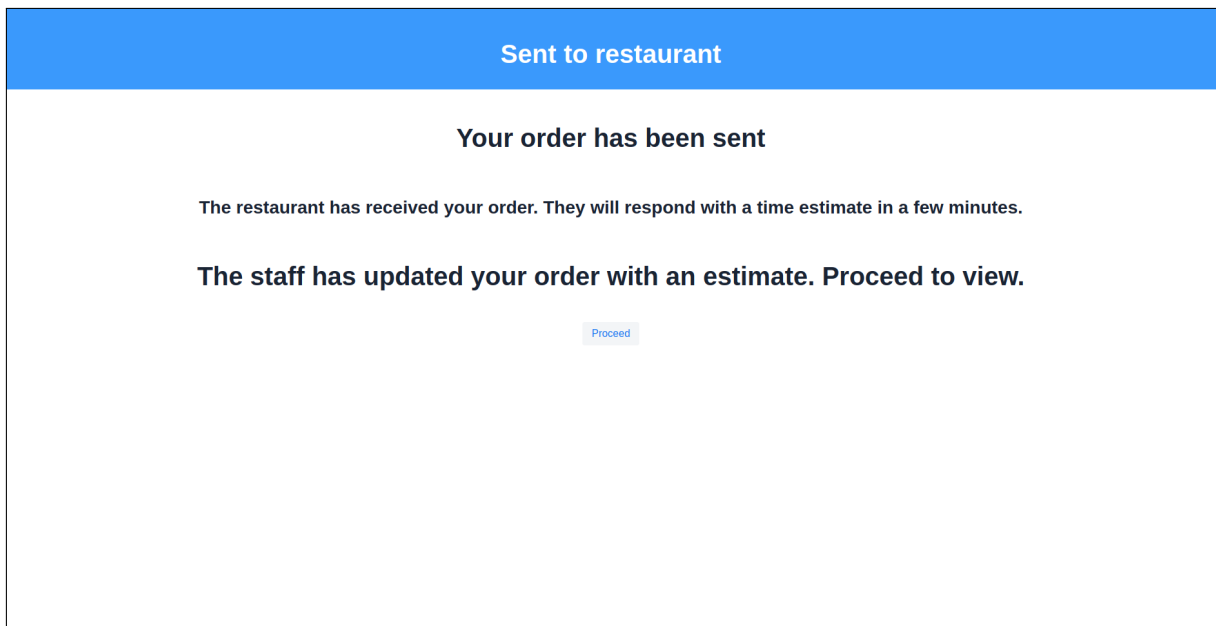 Sent to restaurant
Your order has been sent
The restaurant has received your order. They will respond with a time estimate in a few minutes.
The staff has updated your order with an estimate. Proceed to view.
Proceed